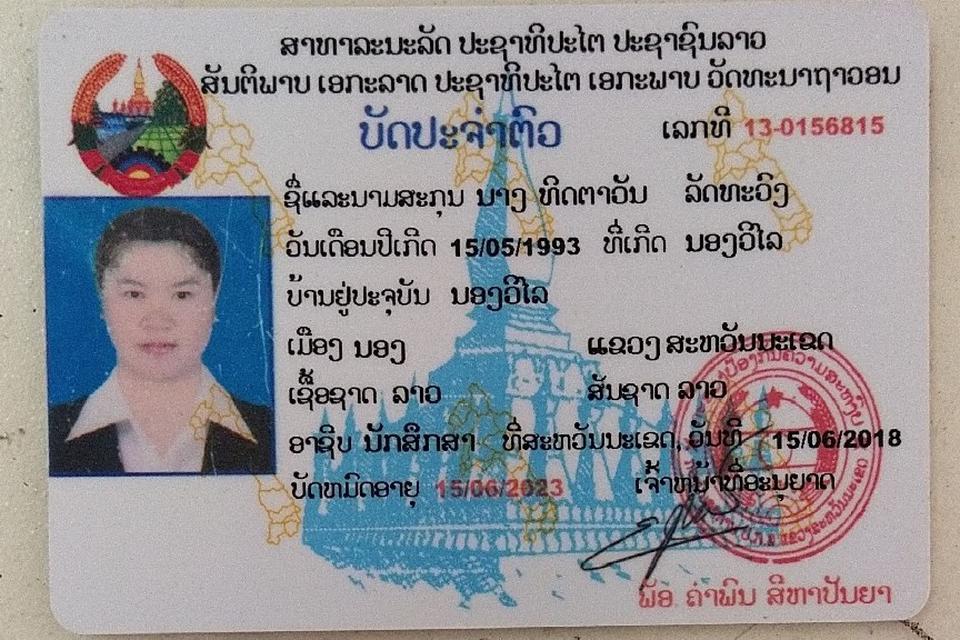 ສາທາລະນະລັດ ປະຊາທິປະໄຕ ປະຊາຊົນລາວ
ສັນຕິພາບ ເອກະລາດ ປະຊາທິປະໄຕ ເອກະພາບ ວັດທະນາຖາວອນ
ບັດປະຈຳຕົວ
ເລກທີ 13-0156815
ຊື່ແລະນາມສະກຸນ ນາງ ທິດຕາວັນ ລັດທະວົງ
ວັນເດືອນປີເກີດ 15/05/1993 ທີ່ເກີດ ນອງວິໄລ
ບ້ານຢູ່ປະຈຸບັນ ນອງວິໄລ
ເມືອງ ນອງ ແຂວງ ສະຫວັນນະເຂດ
ເຊື້ອຊາດ ລາວ ສັນຊາດ ລາວ
ອາຊີບ ນັກສຶກສາ ທີ່ສະຫວັນນະເຂດ, ວັນທີ 15/06/2018
ບັດຫມົດອາຍຸ 15/06/2023 ເຈົ້າຫນ້າທີ່ອະນຸຍາດ
ພັອ ຄຳພົນ ສີຫາປັນຍາ